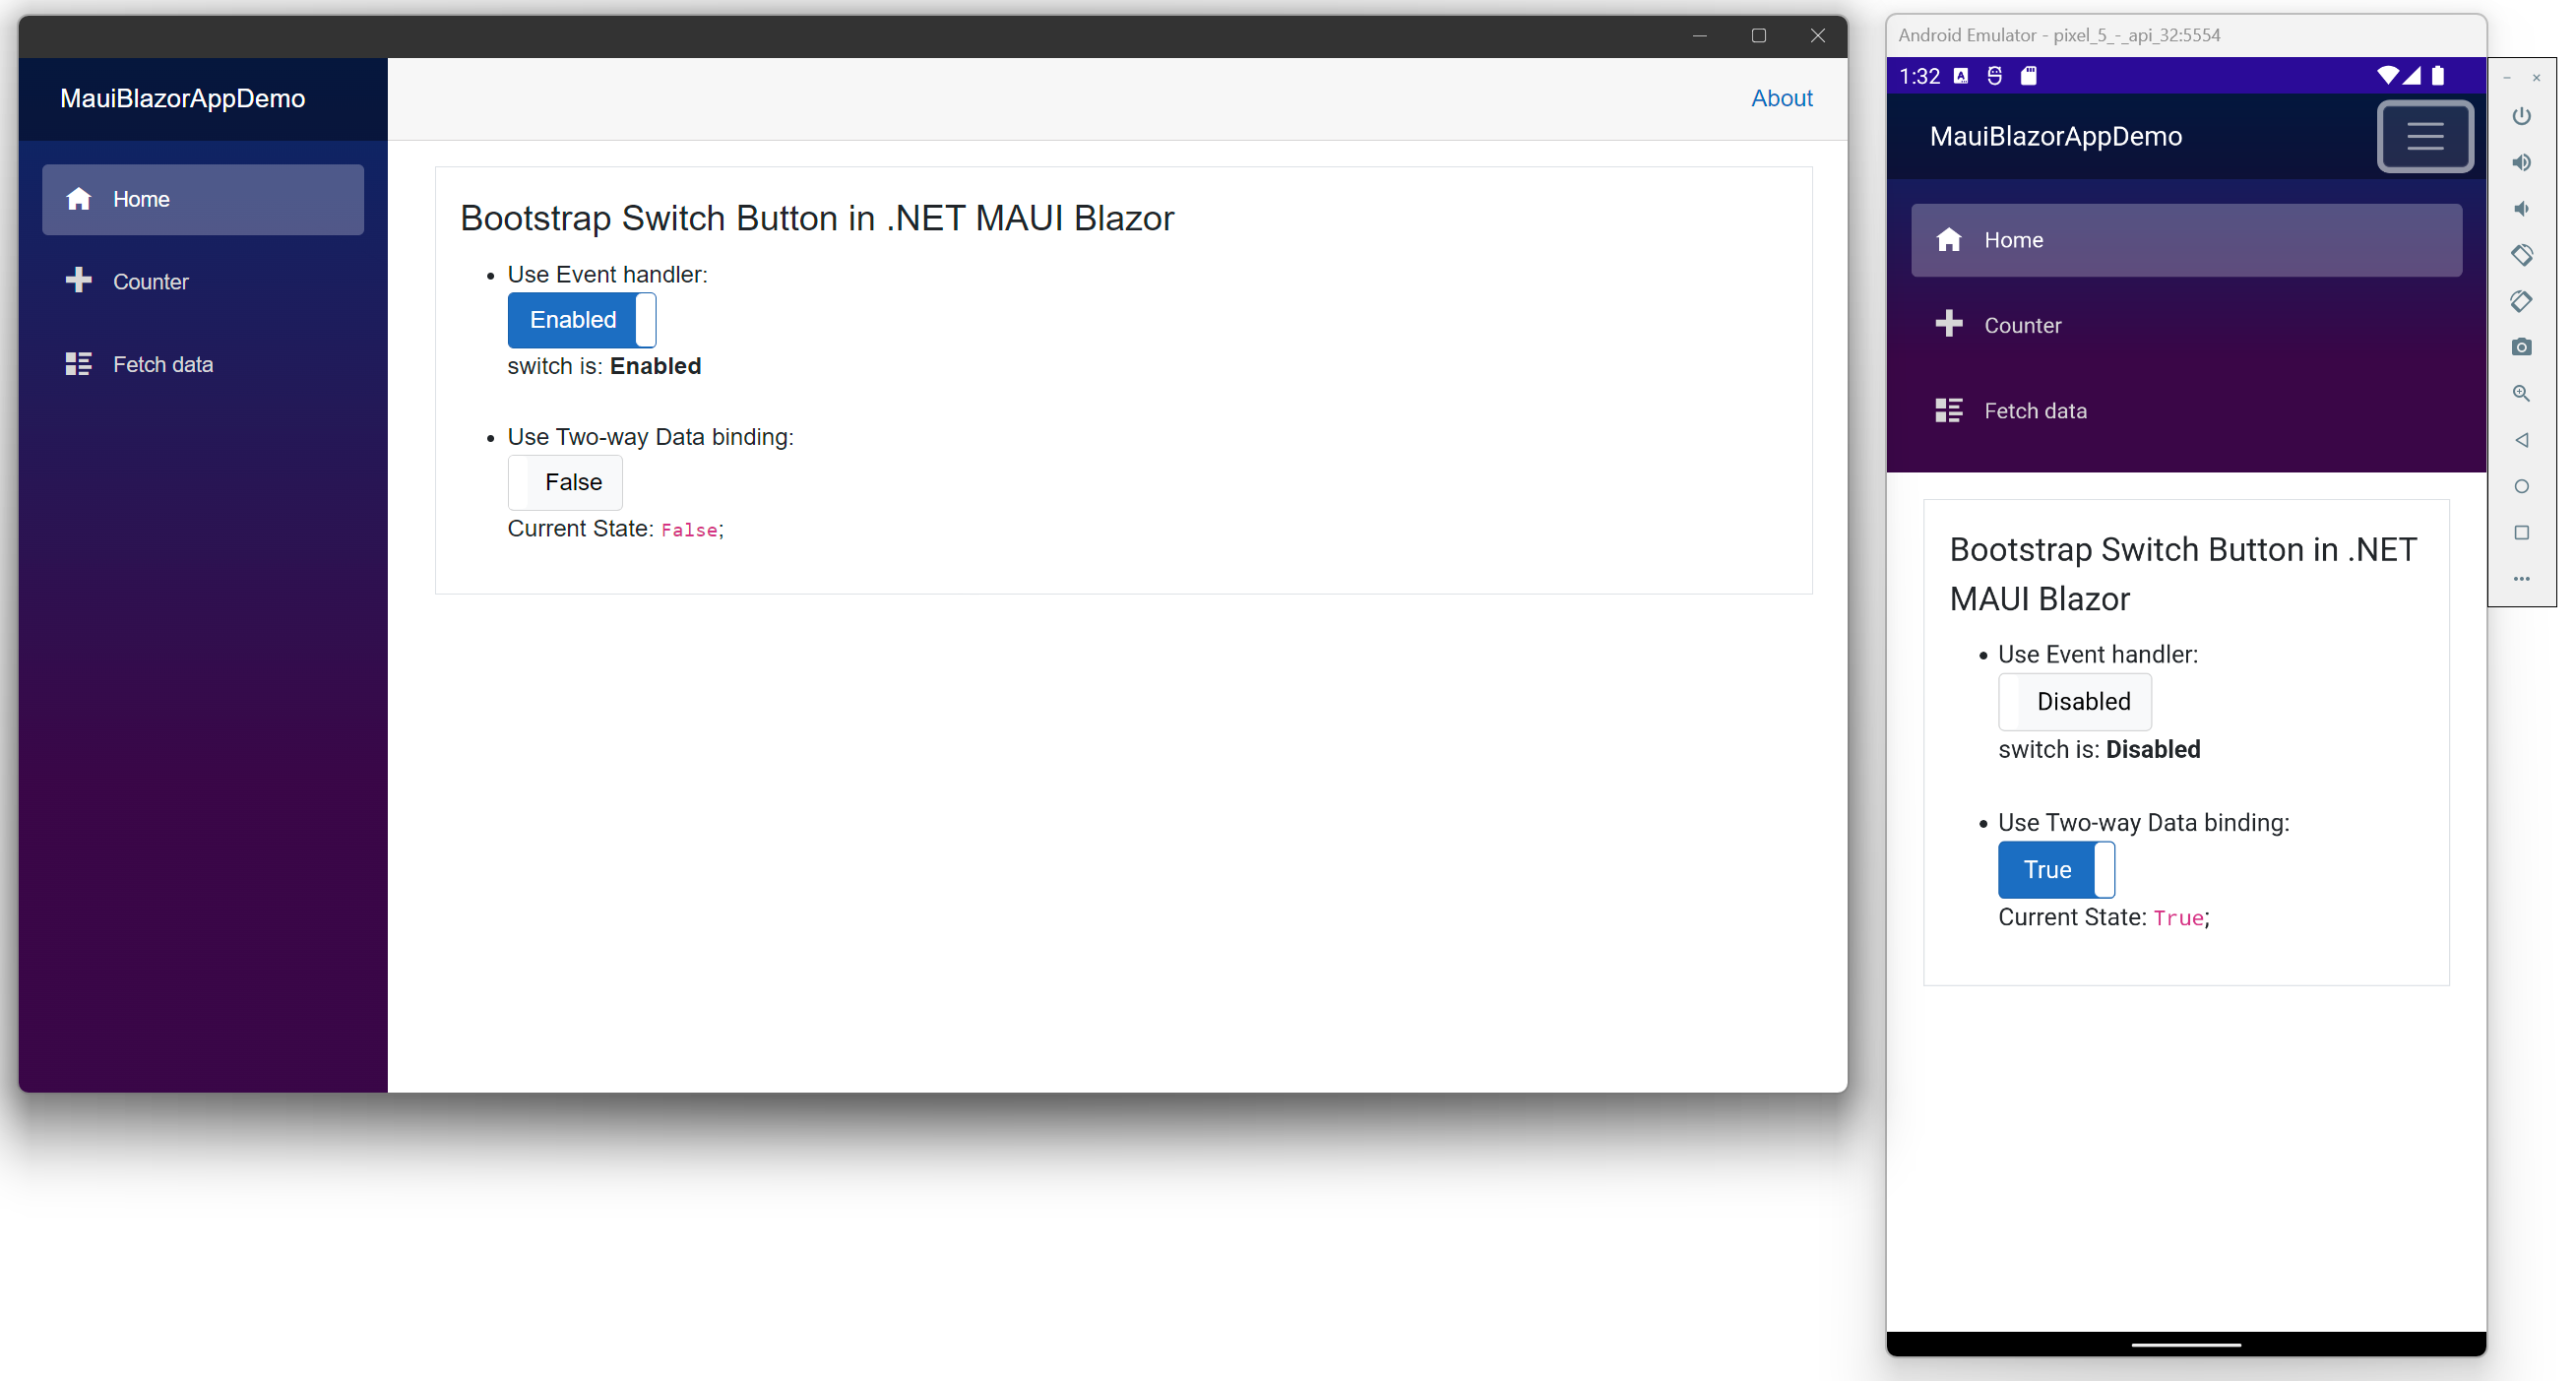 MauiBlazorAppDemo
About
Home
Counter
Fetch data
Bootstrap Switch Button in .NET MAUI Blazor
• Use Event handler:
Enabled
switch is: Enabled
• Use Two-way Data binding:
False
Current State: False;
Android Emulator - pixel_5_-_api_32:5554
1:32
MauiBlazorAppDemo
Home
Counter
Fetch data
Bootstrap Switch Button in .NET
MAUI Blazor
• Use Event handler:
Disabled
switch is: Disabled
• Use Two-way Data binding:
True
Current State: True;